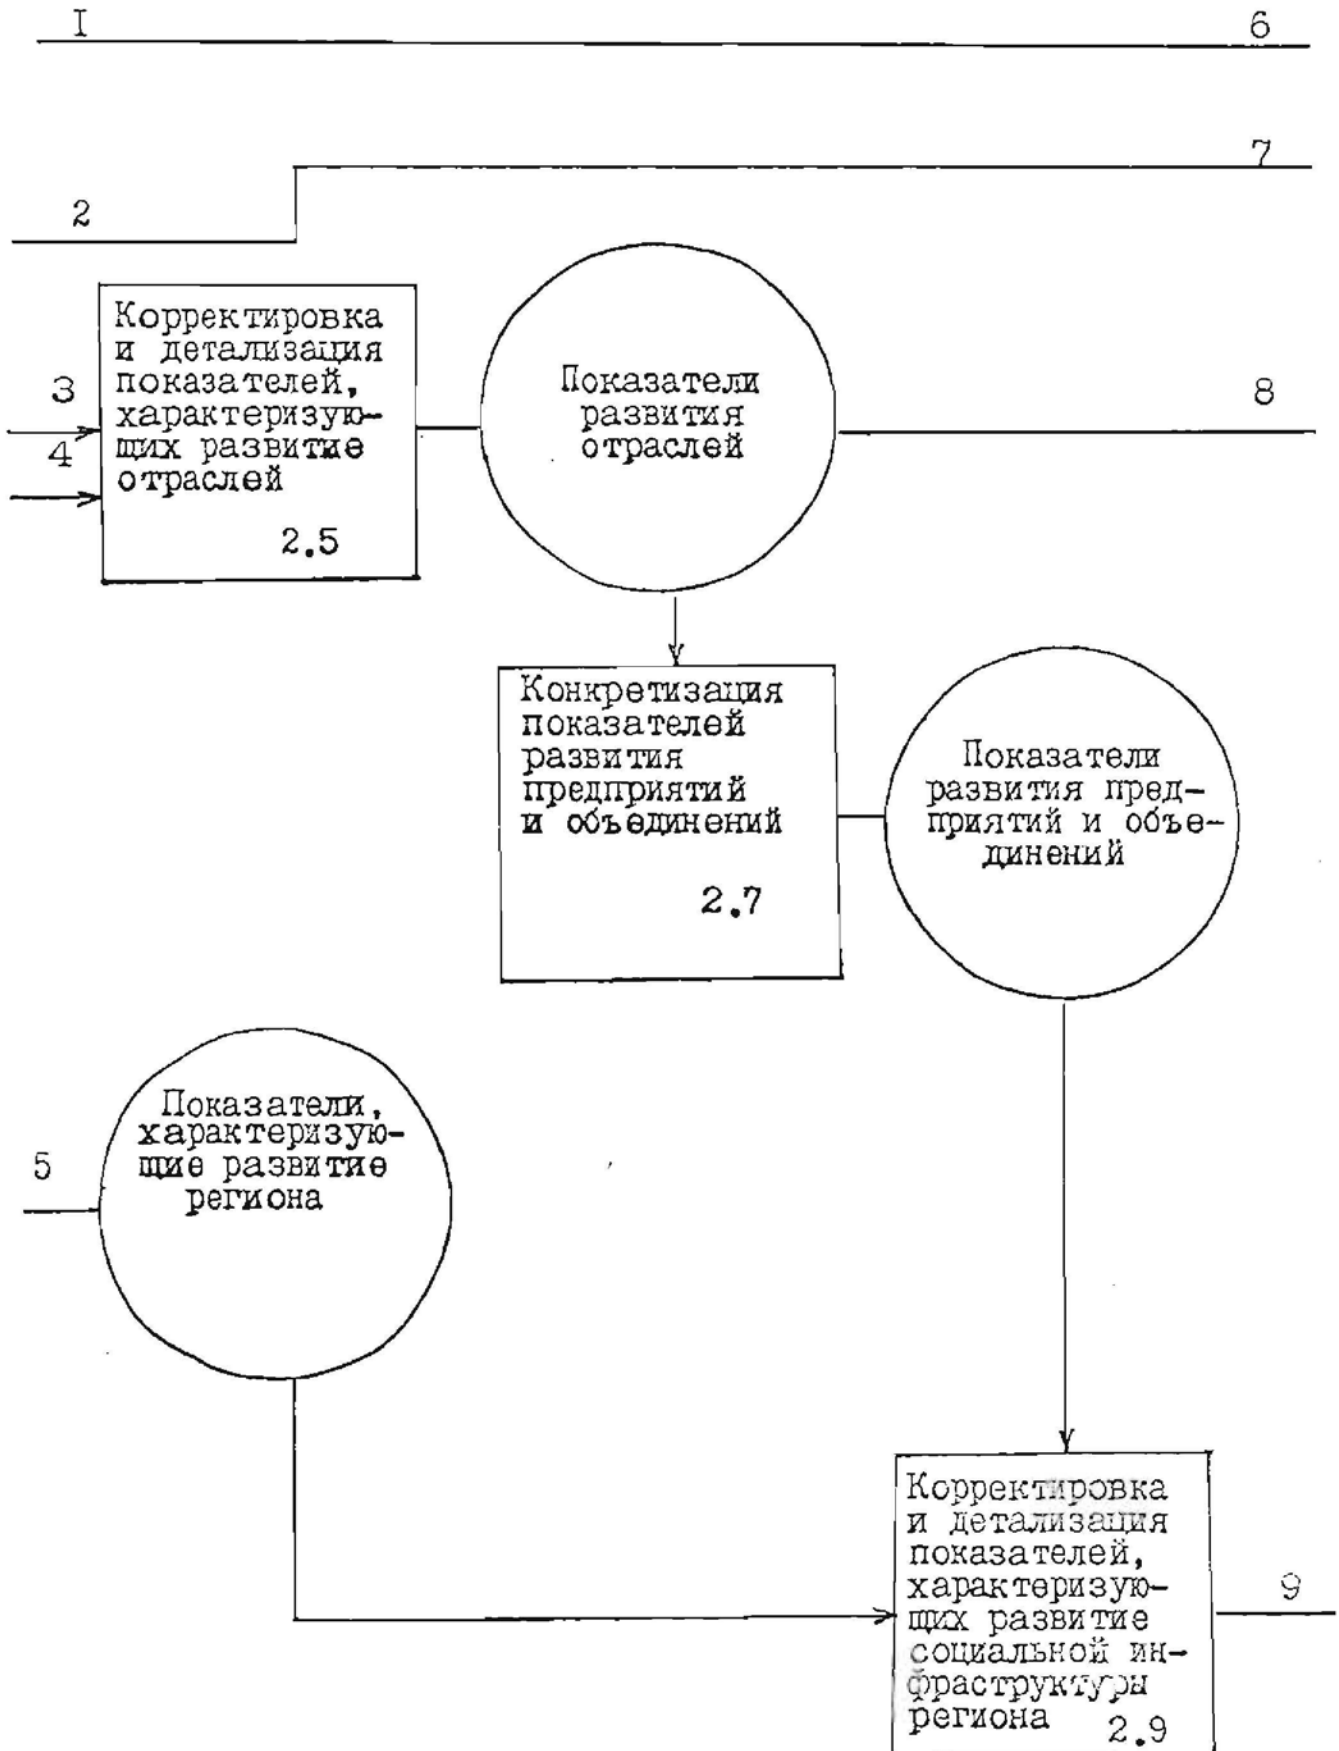 I
6
7
2
Корректировка
и детализация
показателей,
характеризую-
щих развитие
отраслей
2.5
3
4
Показатели
развития
отраслей
8
Конкретизация
показателей
развития
предприятий
и объединений
2.7
Показатели
развития пред-
приятий и объе-
динений
Показатели,
характеризую-
щие развитие
региона
5
Корректировка
и детализация
показателей,
характеризую-
щих развитие
социальной ин-
фраструктуры
региона
2.9
9